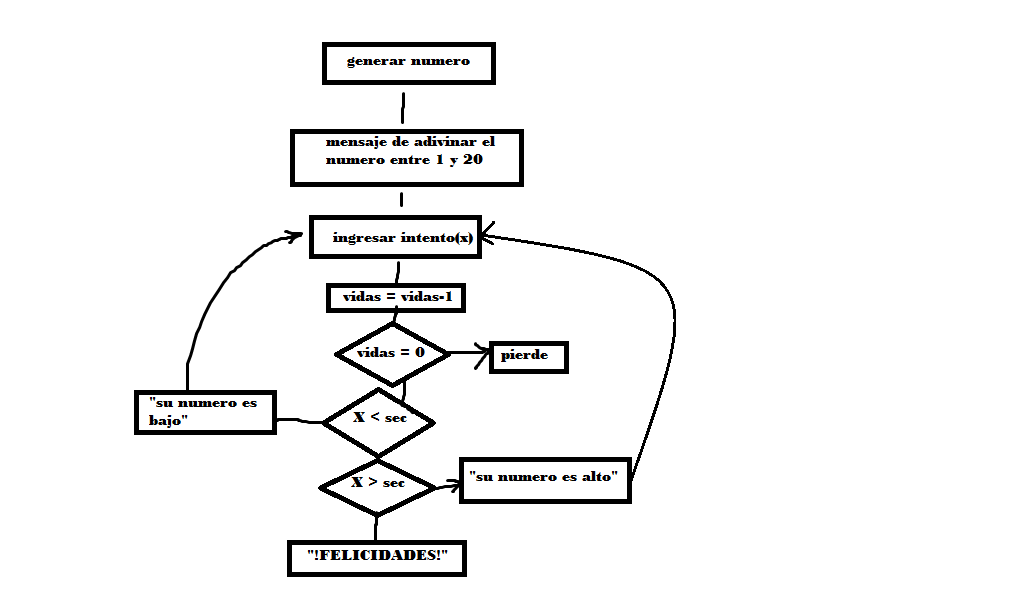 generar numero
mensaje de adivinar el
numero entre 1 y 20
ingresar intento(x)
vidas = vidas-1
vidas = 0
pierde
"su numero es
bajo"
X < sec
X > sec
"su numero es alto"
"!FELICIDADES!"